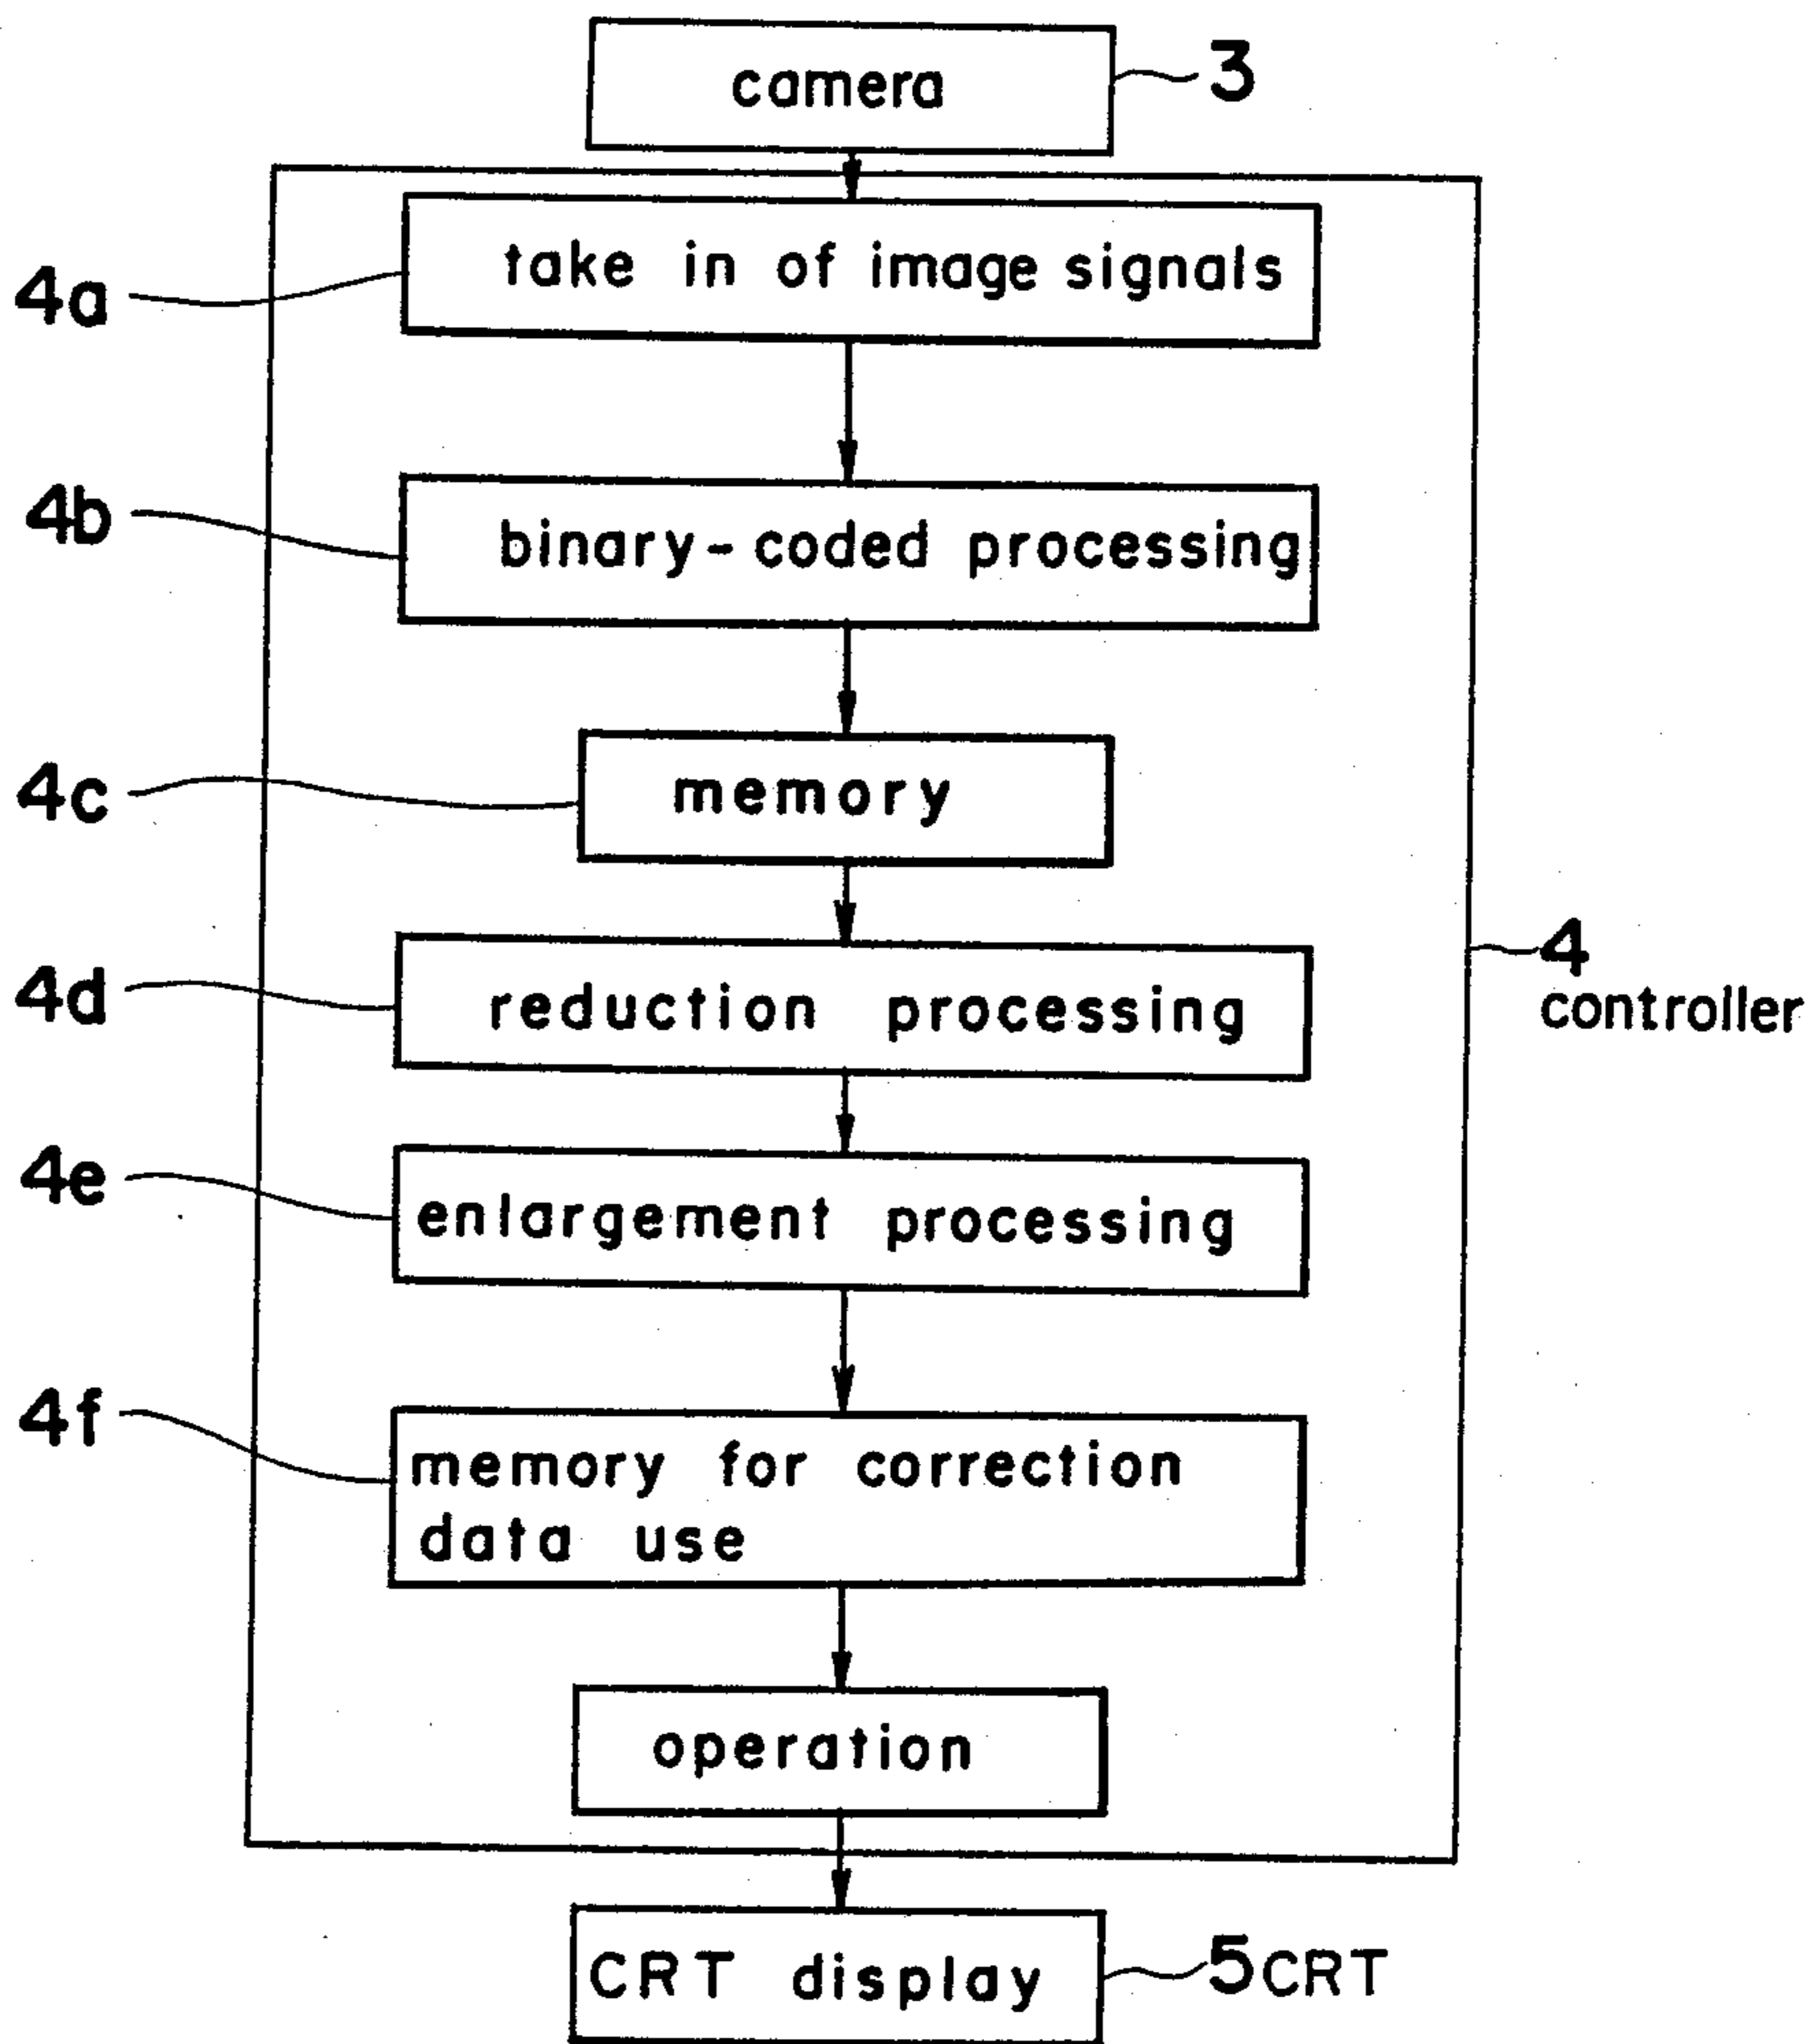 camera
3
take in of image signals
4a
4b
binary-coded processing
4c
memory
4
controller
4d
reduction processing
4e
enlargement processing
4f
memory for correction
data use
operation
CRT display
5CRT